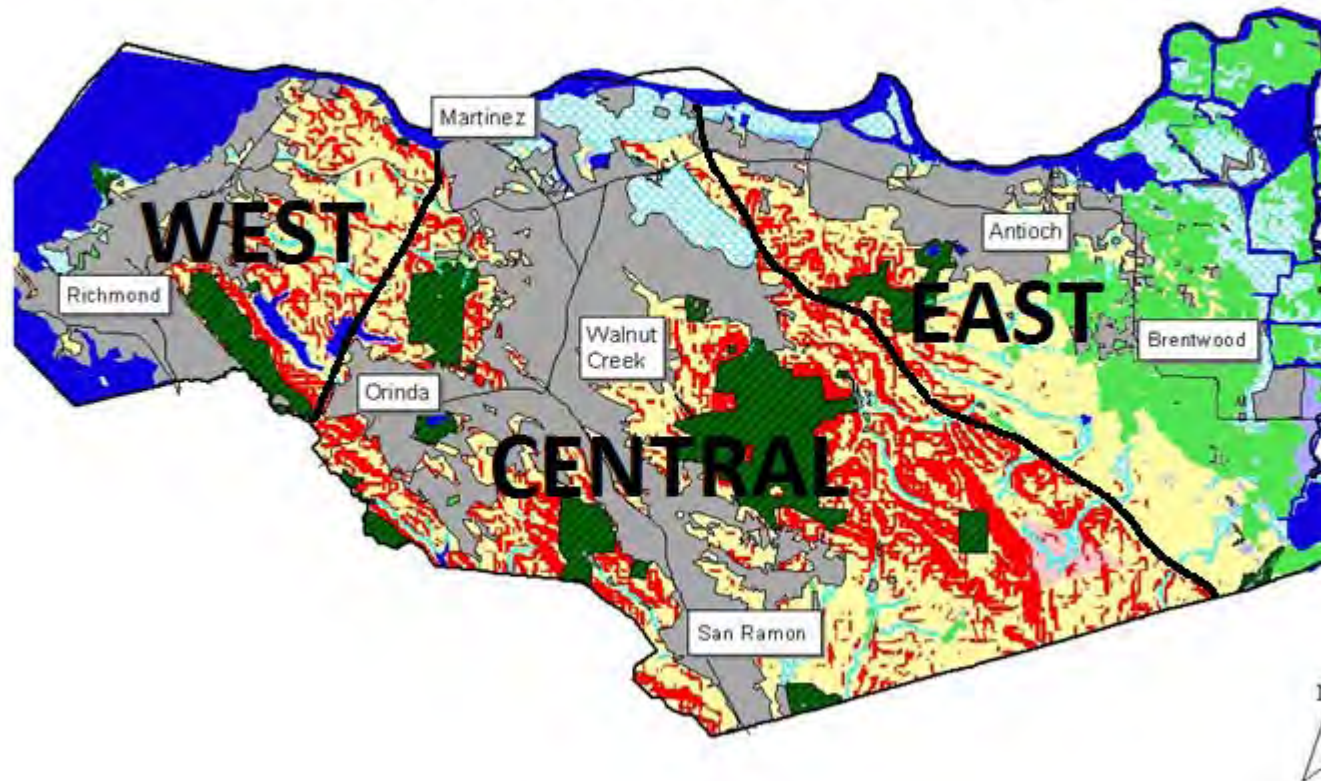 Martinez
WEST
Antioch
Richmond
EAST
Walnut
Creek
Brentwood
Orinda
CENTRAL
San Ramon